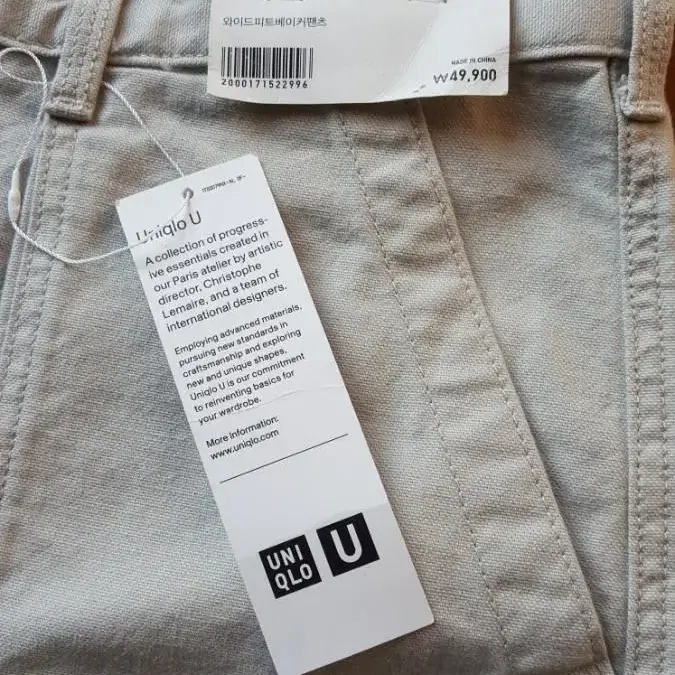 와이드피트베이커팬츠
2000171522996
MADE IN CHINA
₩49,900
Uniqlo U
A collection of progress-
ive essentials created in
our Paris atelier by artistic
director, Christophe
Lemaire, and a team of
international designers.
Employing advanced materials,
pursuing new standards in
craftsmanship and exploring
new and unique shapes,
Uniqlo U is our commitment
to reinventing basics for
your wardrobe.
More information:
www.uniqlo.com
UNI
QLO
U